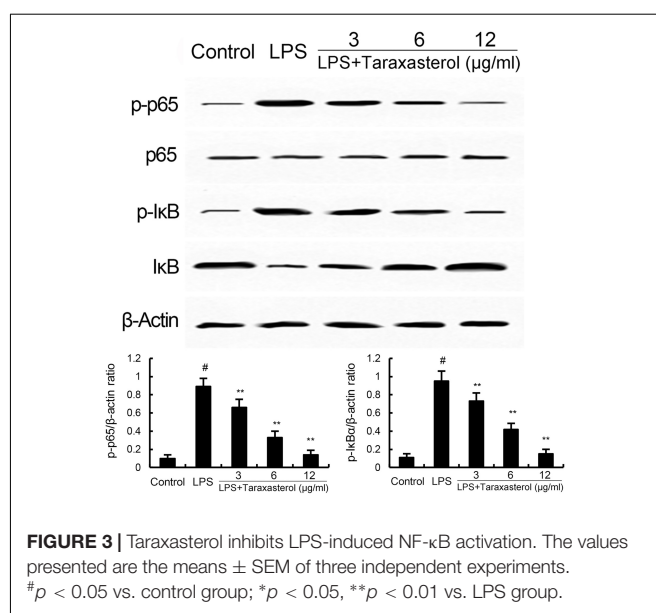 Control LPS 3 6 12
LPS+Taraxasterol (μg/ml)
p-p65
p65
p-IκB
IκB
β-Actin
p-p65/β-actin ratio
1.2
1
0.8
0.6
0.4
0.2
0
#
**
**
**
Control LPS 3 6 12
LPS+Taraxasterol (μg/ml)
p-IκBα/β-actin ratio
1.2
1
0.8
0.6
0.4
0.2
0
#
**
**
**
Control LPS 3 6 12
LPS+Taraxasterol (μg/ml)
FIGURE 3 | Taraxasterol inhibits LPS-induced NF-κB activation. The values
presented are the means ± SEM of three independent experiments.
#p < 0.05 vs. control group; *p < 0.05, **p < 0.01 vs. LPS group.